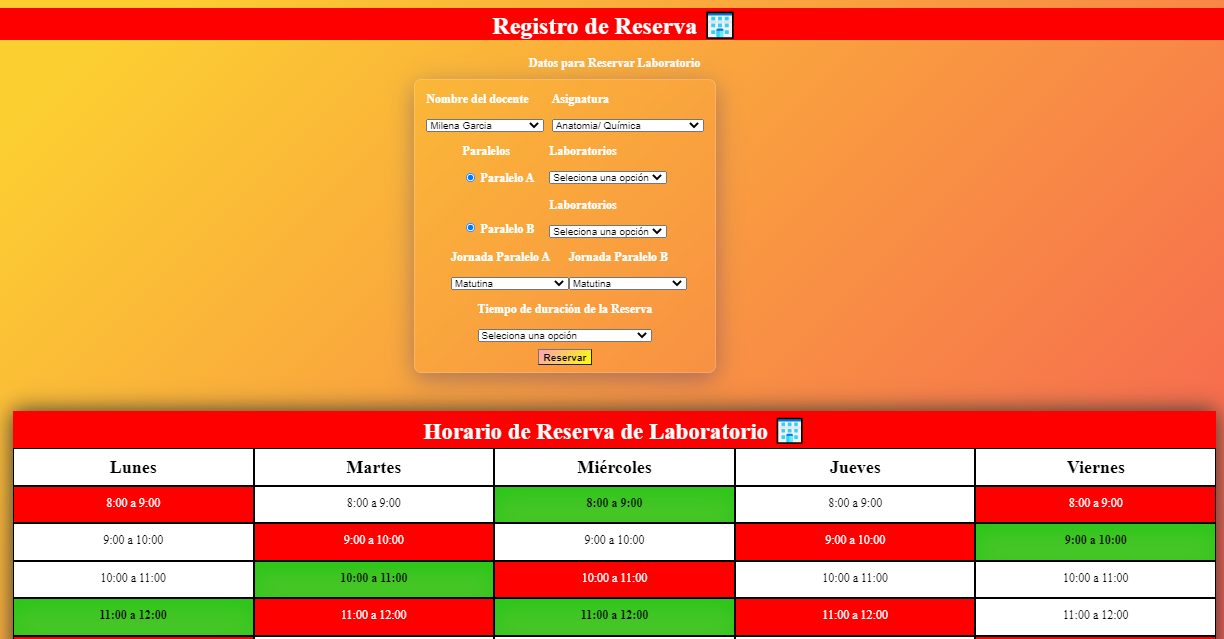 Registro de Reserva
Datos para Reservar Laboratorio
Nombre del docente Asignatura
Milena Garcia Anatomia/ Química
Paralelos Laboratorios
Paralelo A Seleciona una opción
Laboratorios
Paralelo B Seleciona una opción
Jornada Paralelo A Jornada Paralelo B
Matutina Matutina
Tiempo de duración de la Reserva
Seleciona una opción
Reservar
Horario de Reserva de Laboratorio
Lunes Martes Miércoles Jueves Viernes
8:00 a 9:00 8:00 a 9:00 8:00 a 9:00 8:00 a 9:00 8:00 a 9:00
9:00 a 10:00 9:00 a 10:00 9:00 a 10:00 9:00 a 10:00 9:00 a 10:00
10:00 a 11:00 10:00 a 11:00 10:00 a 11:00 10:00 a 11:00 10:00 a 11:00
11:00 a 12:00 11:00 a 12:00 11:00 a 12:00 11:00 a 12:00 11:00 a 12:00